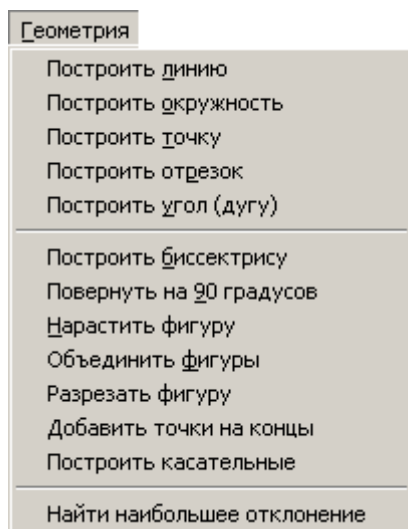 Геометрия
Построить линию
Построить окружность
Построить точку
Построить отрезок
Построить угол (дугу)
Построить биссектрису
Повернуть на 90 градусов
Нарастить фигуру
Объединить фигуры
Разрезать фигуру
Добавить точки на концы
Построить касательные
Найти наибольшее отклонение